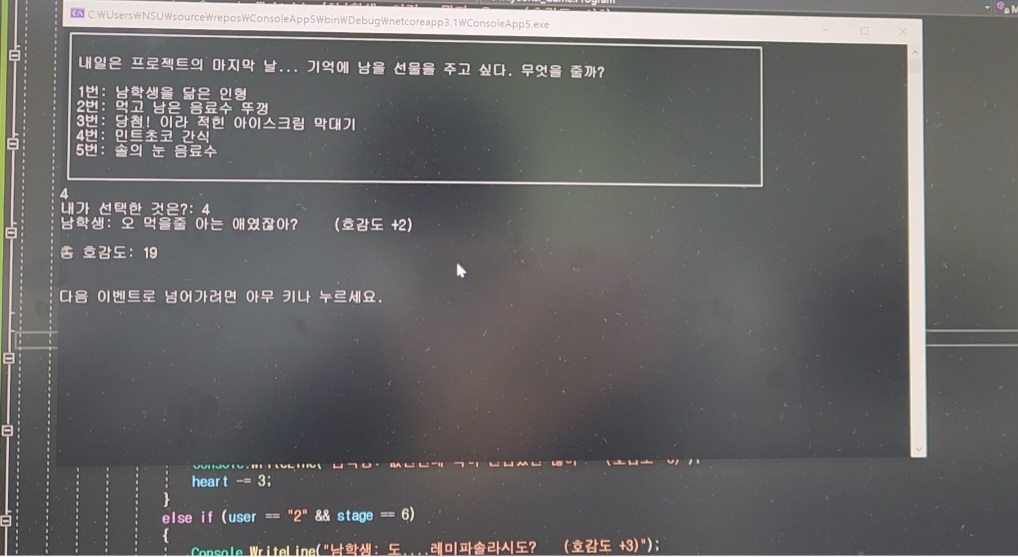 C:₩Users₩NSU₩source₩repos₩ConsoleApp5₩bin₩Debug₩netcoreapp3.1₩ConsoleApp5.exe
내일은 프로젝트의 마지막 날... 기억에 남을 선물을 주고 싶다. 무엇을 줄까?
1번: 남학생을 닮은 인형
2번: 먹고 남은 음료수 뚜껑
3번: 당첨! 이라 적힌 아이스크림 막대기
4번: 민트초코 간식
5번: 솔의 눈 음료수
4
내가 선택한 것은?: 4
남학생: 오 먹을줄 아는 애였잖아? (호감도 +2)
총 호감도: 19
다음 이벤트로 넘어가려면 아무 키나 누르세요.
heart -= 3;
}
else if (user == "2" && stage == 6)
{
Console.WriteLine("남학생: 도....레미파솔라시도? (호감도 +3)");